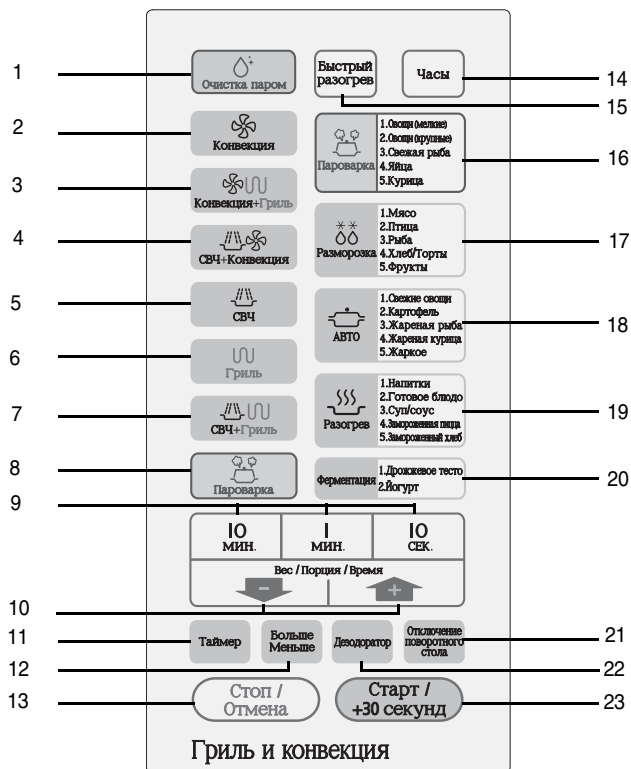 1
Очистка паром
Быстрый
разогрев
Часы
14
15
2
Конвекция
Пароварка
1.Овощи (мелкие)
2.Овощи (крупные)
3.Свежая рыба
4.Яйца
5.Курица
16
3
Конвекция+Гриль
4
СВЧ+Конвекция
Разморозка
1.Мясо
2.Птица
3.Рыба
4.Хлеб/Торты
5.Фрукты
17
5
СВЧ
АВТО
1.Свежие овощи
2.Картофель
3.Жареная рыба
4.Жареная курица
5.Жаркое
18
6
Гриль
7
СВЧ+Гриль
Разогрев
1.Напитки
2.Готовое блюдо
3.Суп/соус
4.Замороженная пицца
5.Замороженный хлеб
19
8
Пароварка
Ферментация
1.Дрожжевое тесто
2.Йогурт
20
9
10
МИН.
1
МИН.
10
СЕК.
Вес / Порция / Время
- +
10
11
Таймер
Больше
Меньше
Дезодоратор
Отключение
поворотного
стола
21
12
22
13
Стоп /
Отмена
Старт /
+30 секунд
23
Гриль и конвекция